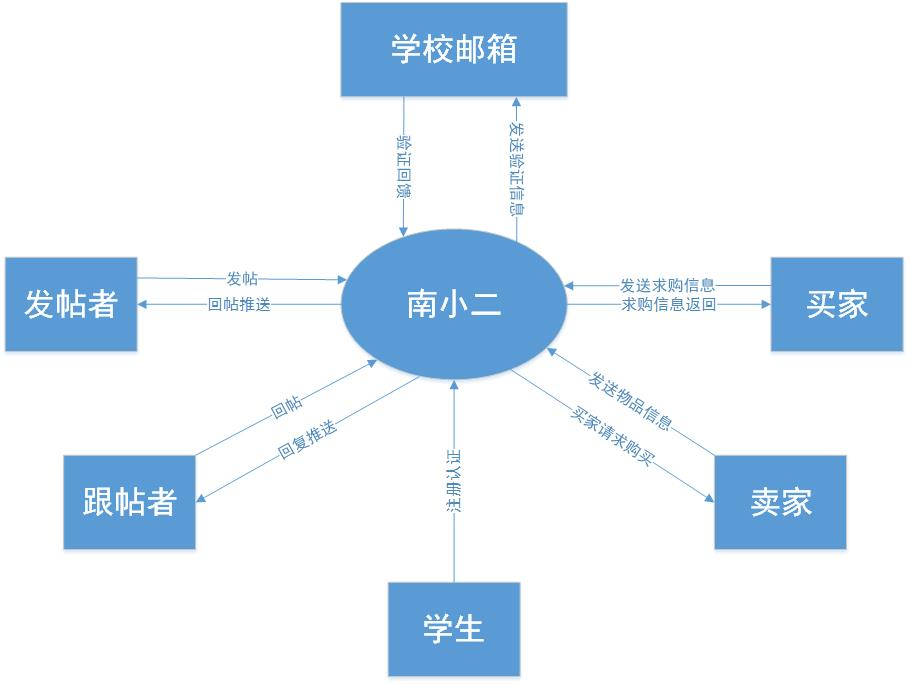 学校邮箱
验证回馈
发送验证信息
发帖者
发帖
回帖推送
南小二
发送求购信息
求购信息返回
买家
回帖
回复推送
跟帖者
注册认证
发送物品信息
买家请求购买
卖家
学生